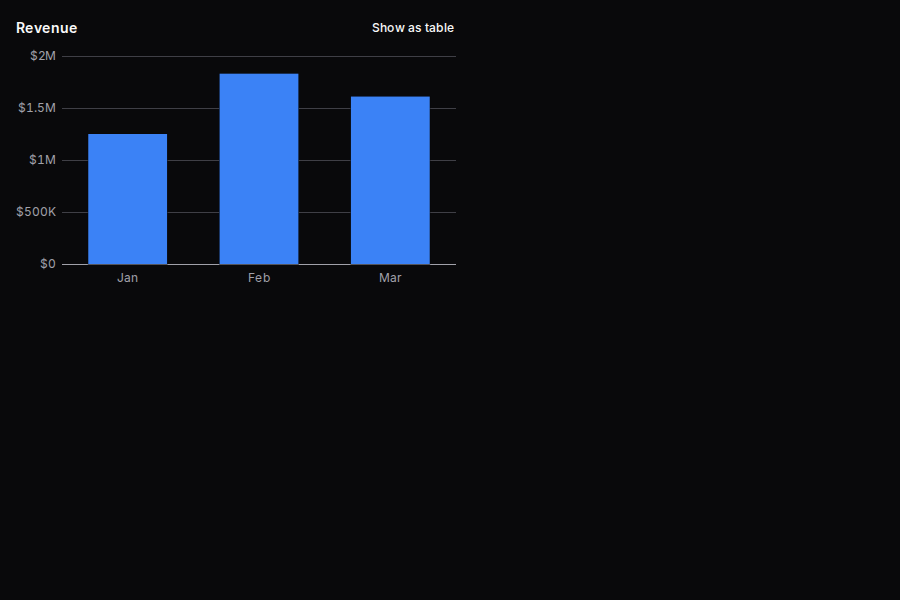 Revenue
Show as table
$2M
$1.5M
$1M
$500K
$0
Jan
Feb
Mar